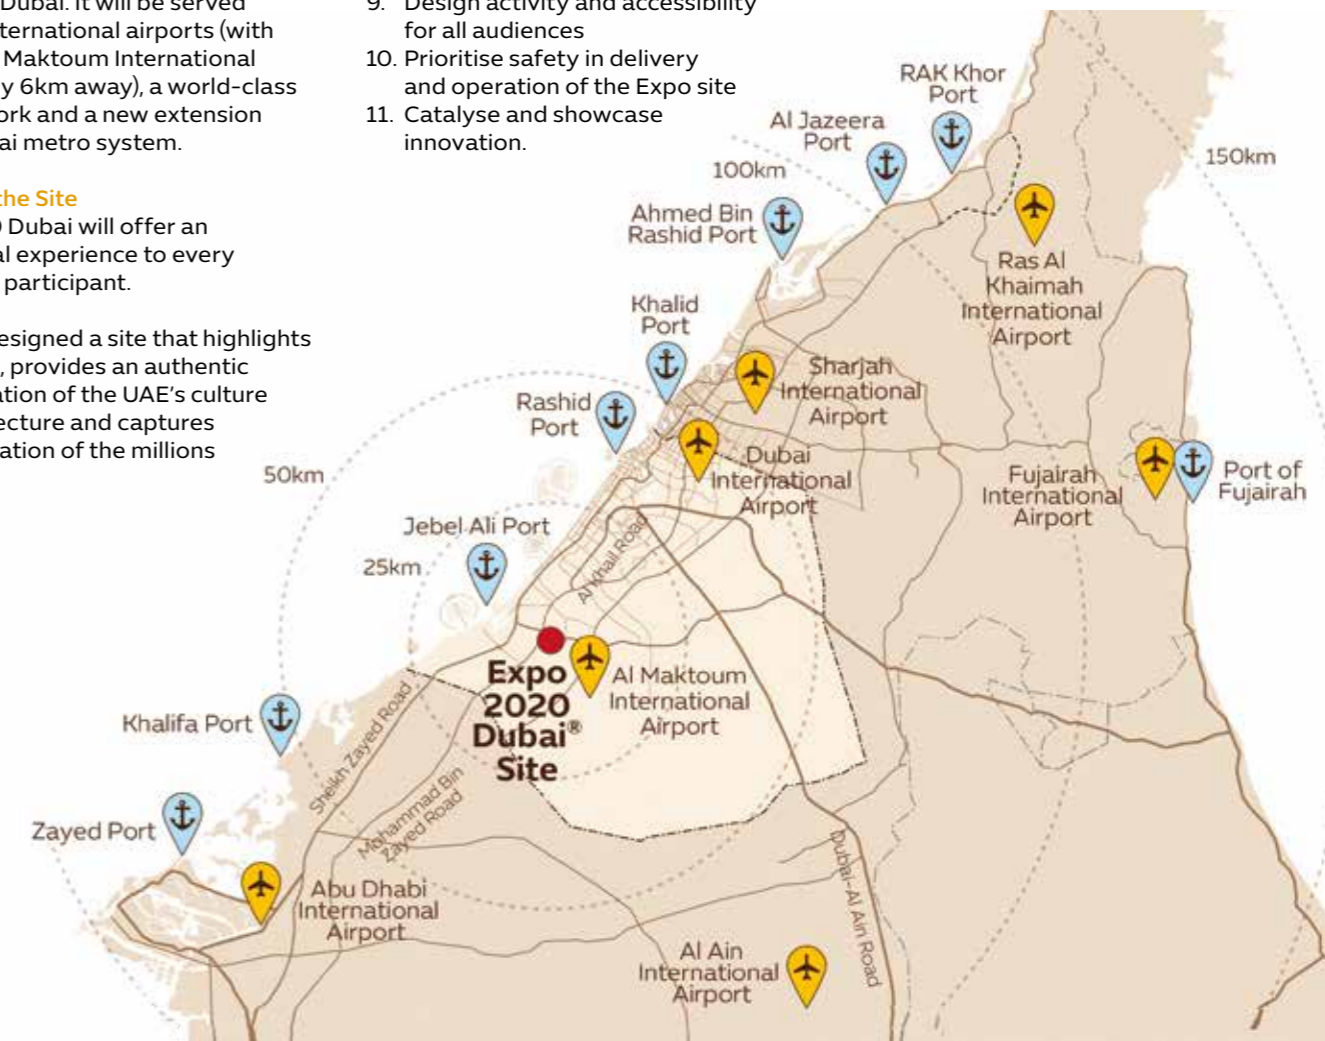 Dubai. It will be served
ternational airports (with
Maktoum International
y 6km away), a world-class
ork and a new extension
ai metro system.
the Site
Dubai will offer an
al experience to every
participant.
esigned a site that highlights
, provides an authentic
ation of the UAE's culture
ecture and captures
ation of the millions
9. Design activity and accessibility
for all audiences
10. Prioritise safety in delivery
and operation of the Expo site
11. Catalyse and showcase
innovation.
RAK Khor
Port
Al Jazeera
Port
150km
100km
Ahmed Bin
Rashid Port
Ras Al
Khaimah
International
Airport
Khalid
Port
Sharjah
International
Airport
Rashid
Port
Dubai
International
Airport
Fujairah
International
Airport
Port of
Fujairah
50km
Jebel Ali Port
25km
Al Khail Road
Expo
2020
Dubai®
Site
Al Maktoum
International
Airport
Khalifa Port
Sheikh Zayed Road
Mohammad Bin
Zayed Road
Zayed Port
Abu Dhabi
International
Airport
Dubai-Al Ain Road
Al Ain
International
Airport